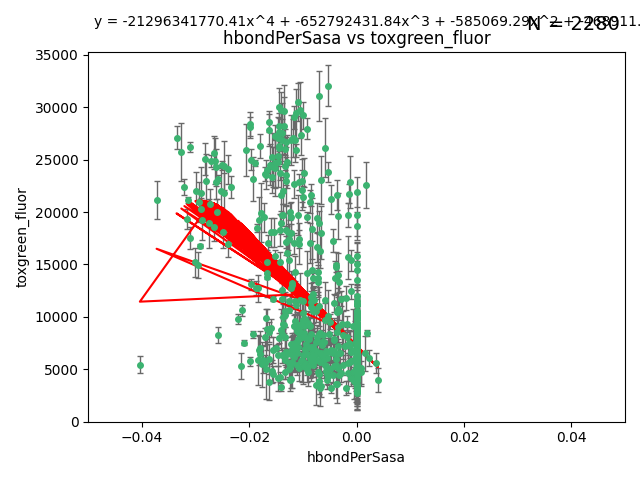 y = -21296341770.41x^4 + -652792431.84x^3 + -585069.29x^2 +
N = 2280
hbondPerSasa vs toxgreen_fluor
35000
30000
25000
20000
15000
10000
5000
0
toxgreen_fluor
−0.04 −0.02 0.00 0.02 0.04
hbondPerSasa